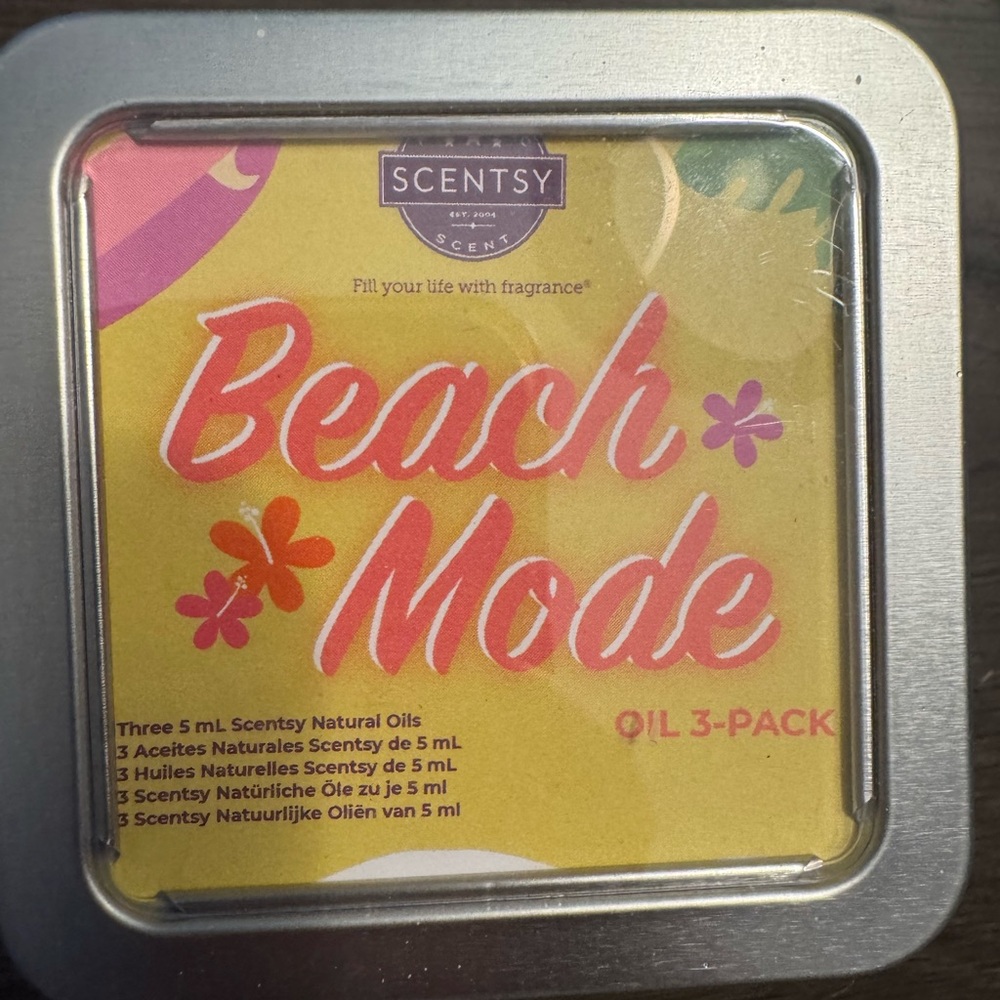 SCENTSY
EST. 2004
SCENT
Fill your life with fragrance®
Beach
Mode
OIL 3-PACK
Three 5 mL Scentsy Natural Oils
3 Aceites Naturales Scentsy de 5 mL
3 Huiles Naturelles Scentsy de 5 mL
3 Scentsy Natürliche Öle zu je 5 ml
3 Scentsy Natuurlijke Oliën van 5 ml